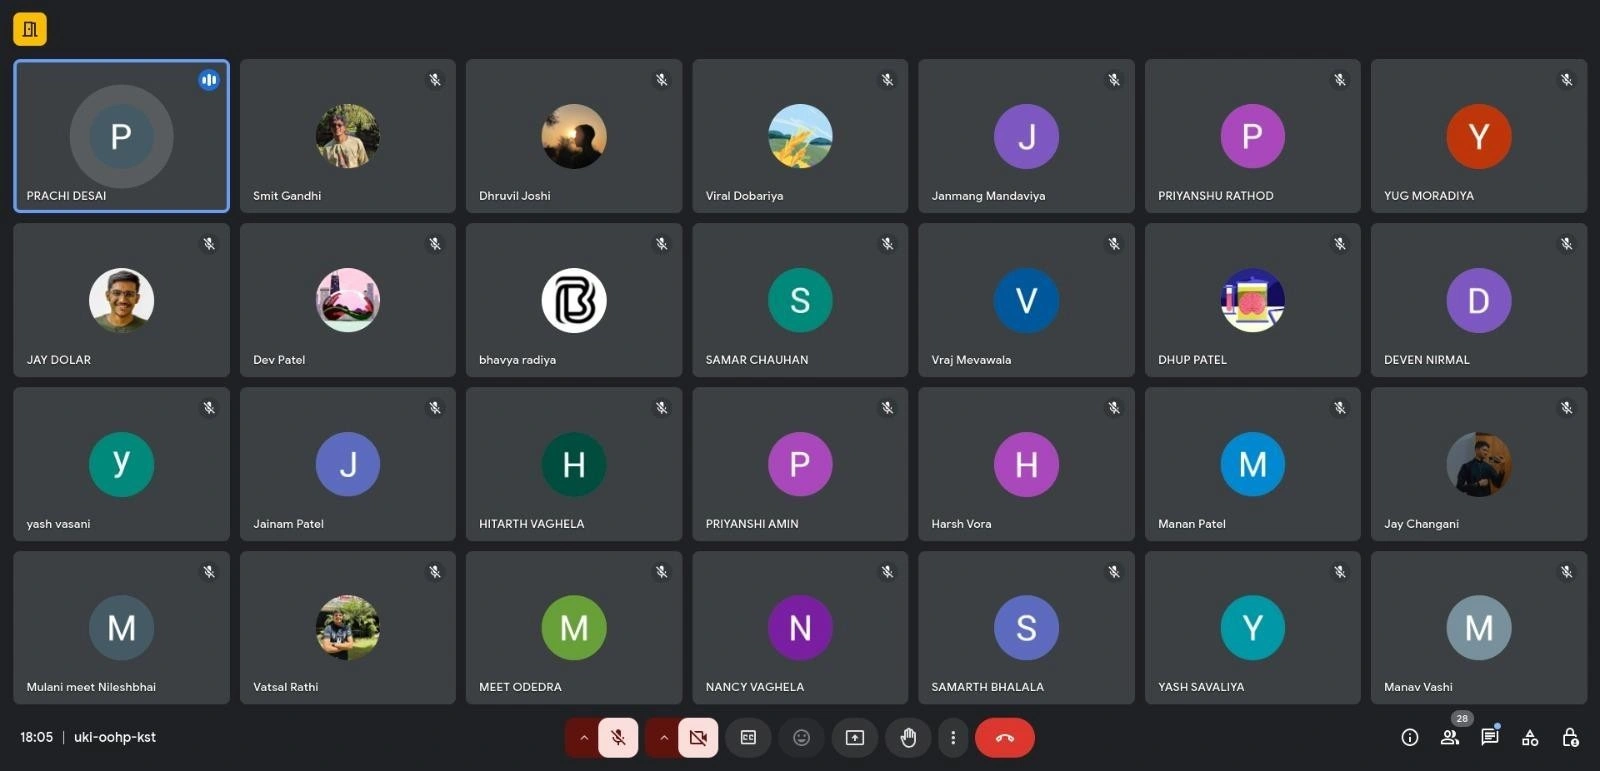 P
PRACHI DESAI
Smit Gandhi
Dhruvil Joshi
Viral Dobariya
J
Janmang Mandaviya
P
PRIYANSHU RATHOD
Y
YUG MORADIYA
JAY DOLAR
Dev Patel
B
bhavya radiya
S
SAMAR CHAUHAN
V
Vraj Mevawala
DHUP PATEL
D
DEVEN NIRMAL
y
yash vasani
J
Jainam Patel
H
HITARTH VAGHELA
P
PRIYANSHI AMIN
H
Harsh Vora
M
Manan Patel
Jay Changani
M
Mulani meet Nileshbhai
Vatsal Rathi
M
MEET ODEDRA
N
NANCY VAGHELA
S
SAMARTH BHALALA
Y
YASH SAVALIYA
M
Manav Vashi
18:05 | uki-oohp-kst
28